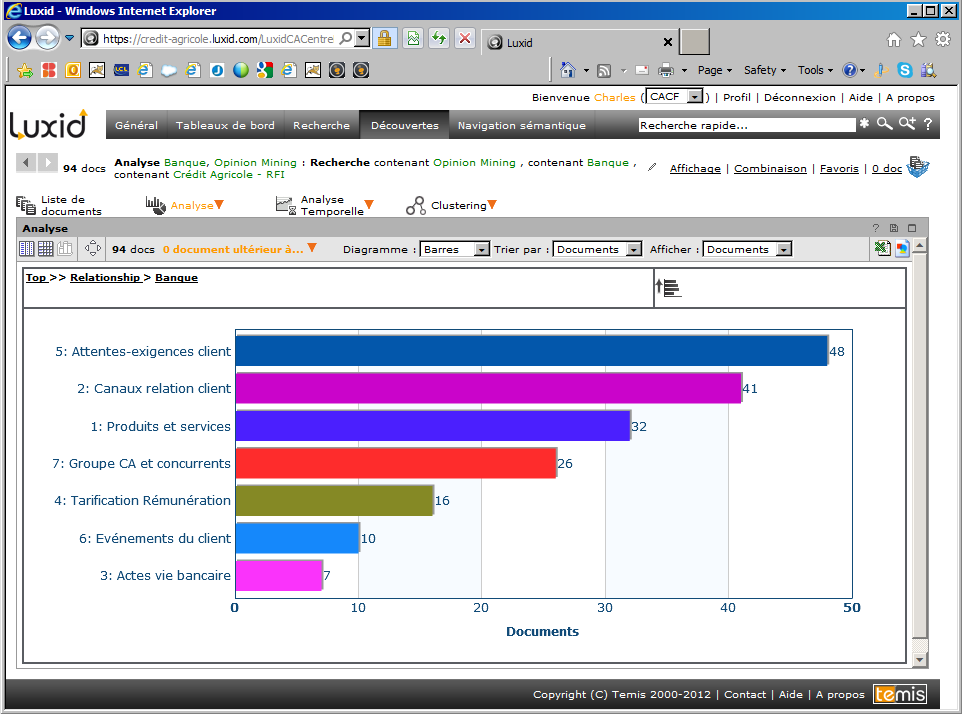 Luxid - Windows Internet Explorer
https://credit-agricole.luxid.com/LuxidCACentre
Luxid
LCL
Page
Safety
Tools
Bienvenue Charles ( CACF ) | Profil | Déconnexion | Aide | A propos
Luxid
Général
Tableaux de bord
Recherche
Découvertes
Navigation sémantique
Recherche rapide...
94 docs
Analyse Banque, Opinion Mining : Recherche contenant Opinion Mining , contenant Banque ,
contenant Crédit Agricole - RFI
Affichage | Combinaison | Favoris | 0 doc
Liste de
documents
Analyse
Analyse
Temporelle
Clustering
Analyse
94 docs 0 document ultérieur à... Diagramme : Barres Trier par : Documents Afficher : Documents
Top >> Relationship > Banque
5: Attentes-exigences client 48
2: Canaux relation client 41
1: Produits et services 32
7: Groupe CA et concurrents 26
4: Tarification Rémunération 16
6: Evénements du client 10
3: Actes vie bancaire 7
0 10 20 30 40 50
Documents
Copyright (C) Temis 2000-2012 | Contact | Aide | A propos
temis